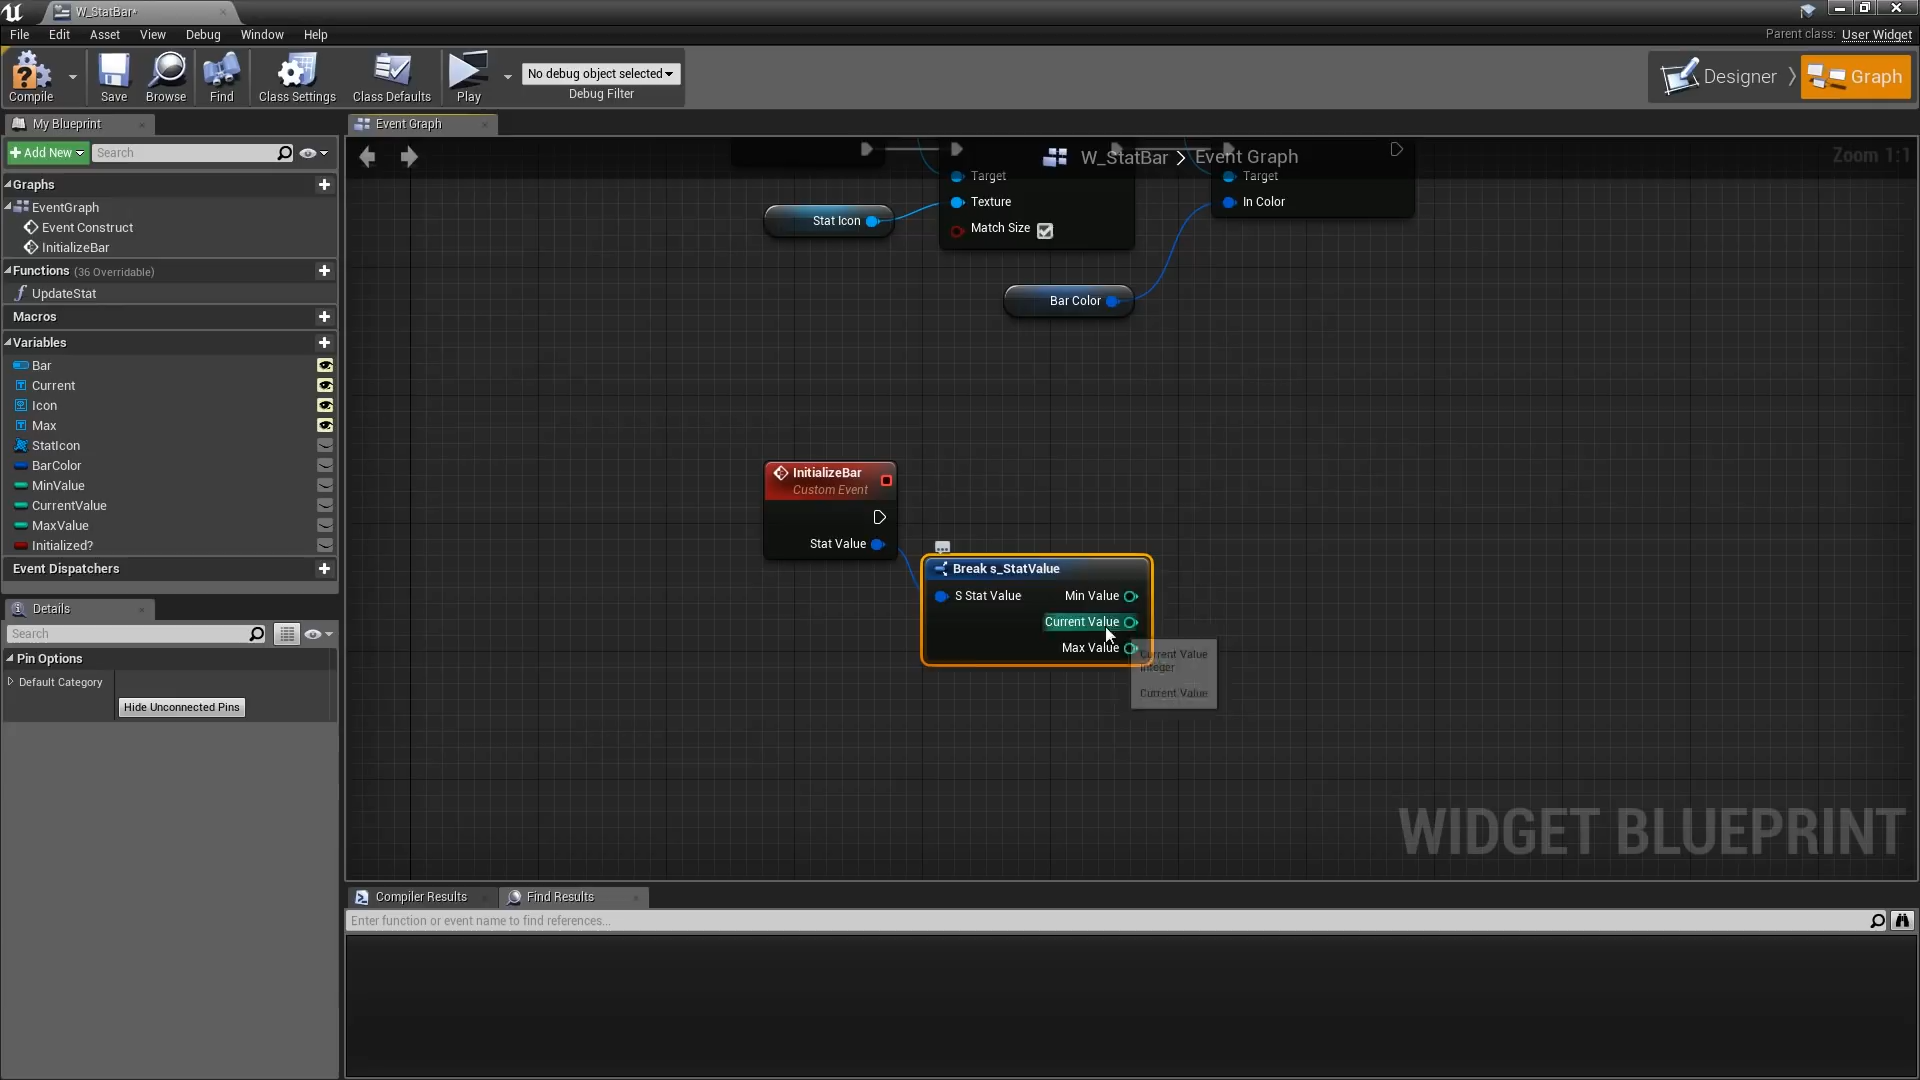 W_StatBar*
File Edit Asset View Debug Window Help
Parent class: User Widget
Compile Save Browse Find Class Settings Class Defaults Play
No debug object selected
Debug Filter
Designer Graph
My Blueprint
Event Graph
Add New
Search
W_StatBar > Event Graph
Zoom 1:1
Graphs
EventGraph
Event Construct
InitializeBar
Functions (36 Overridable)
UpdateStat
Macros
Variables
Bar
Current
Icon
Max
StatIcon
BarColor
MinValue
CurrentValue
MaxValue
Initialized?
Event Dispatchers
Details
Search
Pin Options
Default Category
Hide Unconnected Pins
Target
Texture
Match Size
Stat Icon
Target
In Color
Bar Color
InitializeBar
Custom Event
Stat Value
Break s_StatValue
S Stat Value
Min Value
Current Value
Max Value
Current Value
Integer
Current Value
WIDGET BLUEPRINT
Compiler Results
Find Results
Enter function or event name to find references...